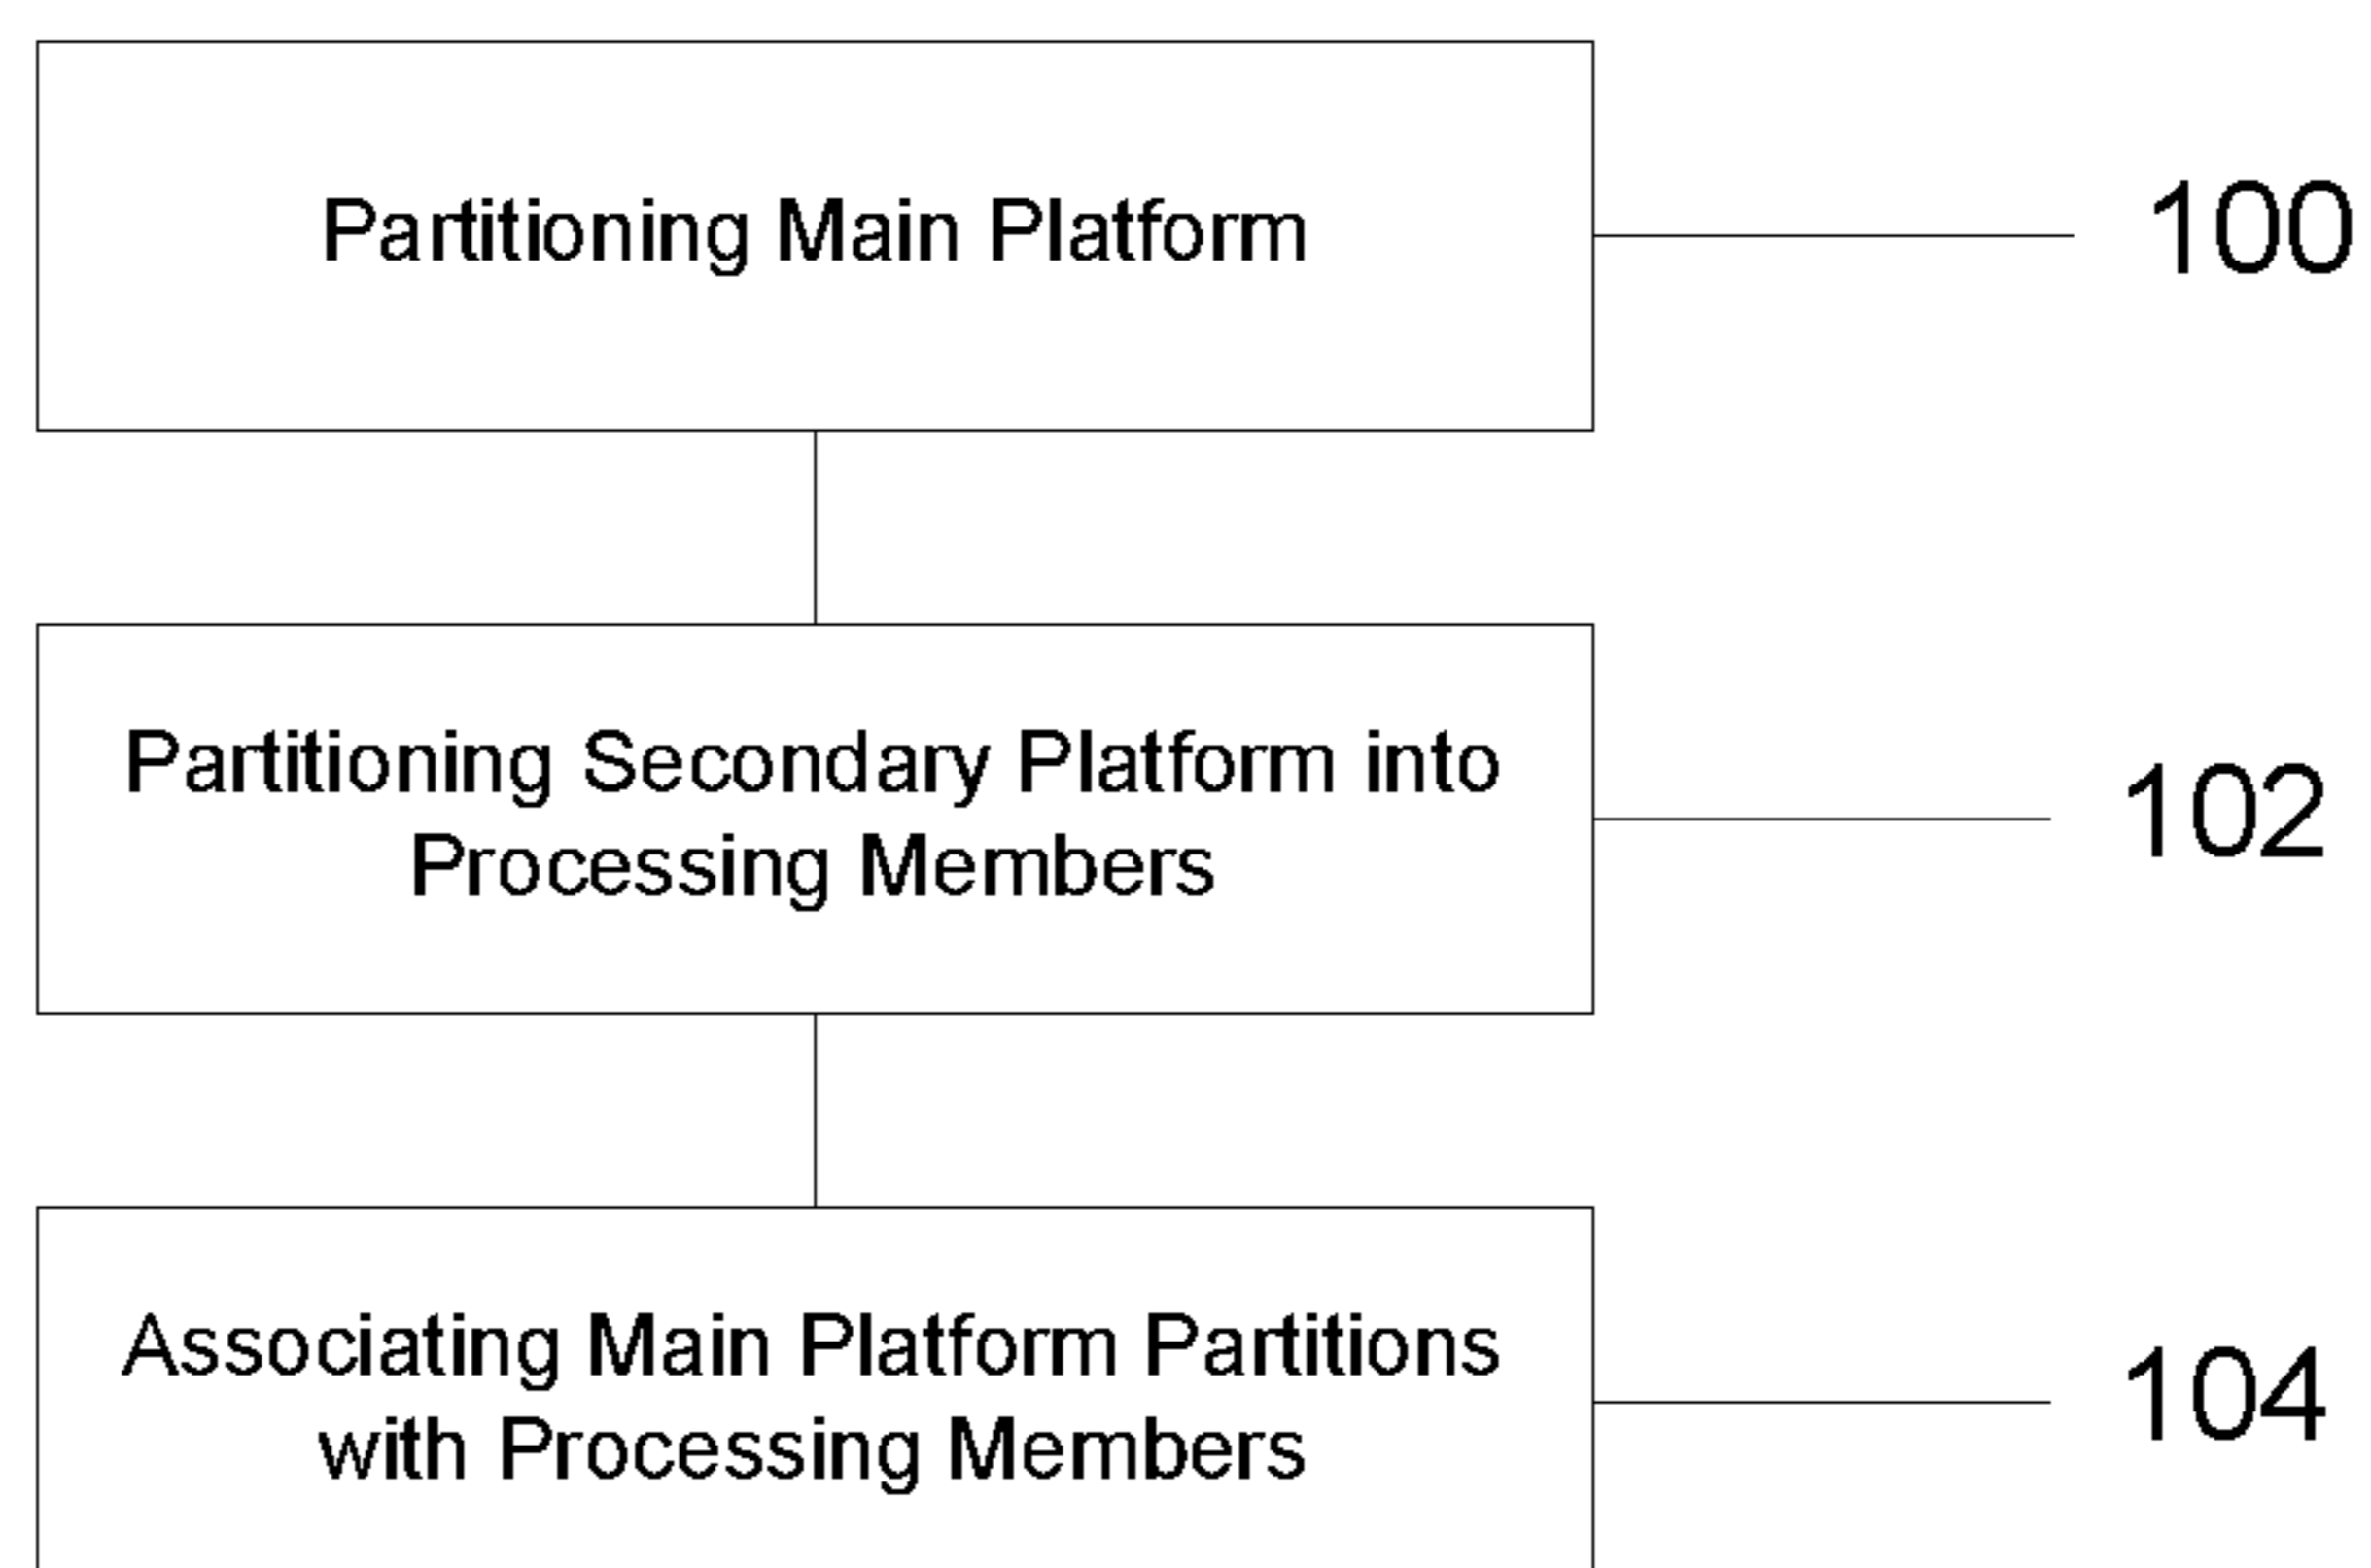 Partitioning Main Platform
100
Partitioning Secondary Platform into
Processing Members
102
Associating Main Platform Partitions
with Processing Members
104